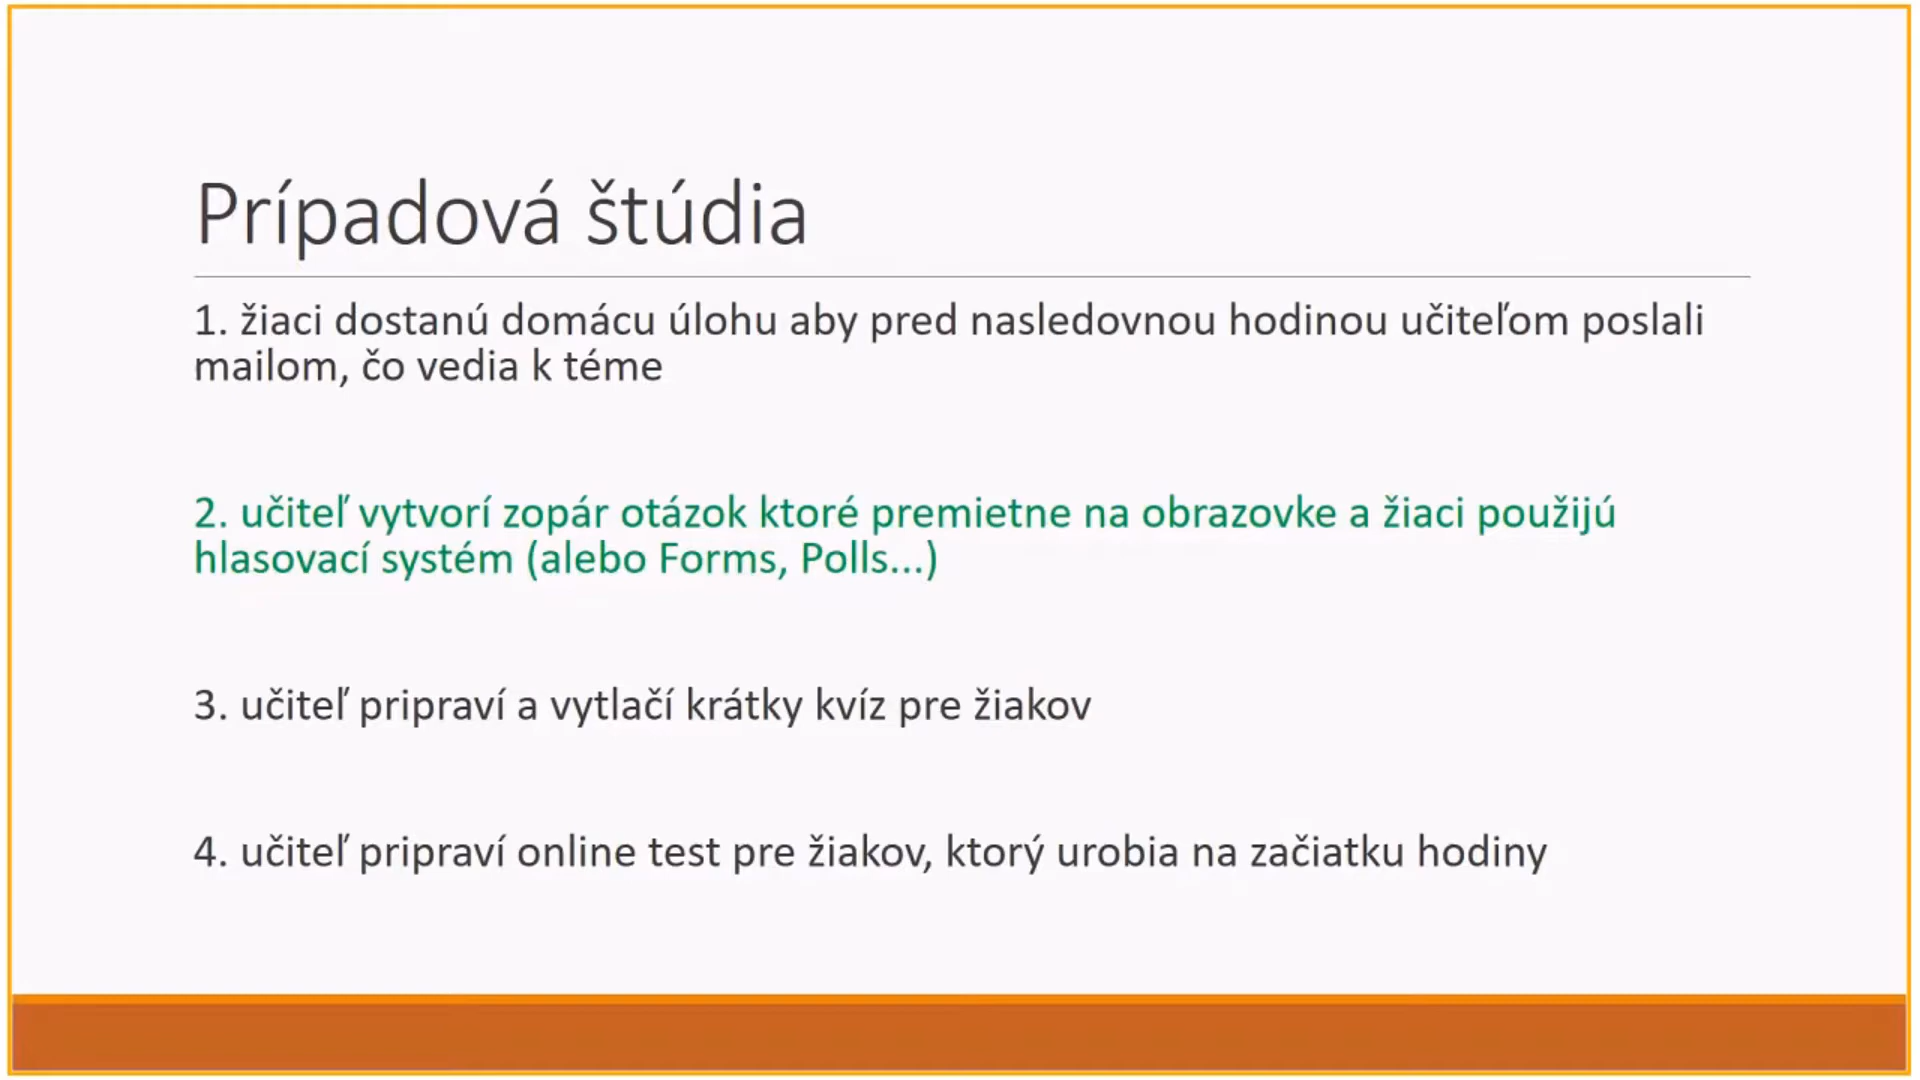 Prípadová štúdia
1. žiaci dostanú domácu úlohu aby pred nasledovnou hodinou učiteľom poslali
mailom, čo vedia k téme
2. učiteľ vytvorí zopár otázok ktoré premietne na obrazovke a žiaci použijú
hlasovací systém (alebo Forms, Polls...)
3. učiteľ pripraví a vytlačí krátky kvíz pre žiakov
4. učiteľ pripraví online test pre žiakov, ktorý urobia na začiatku hodiny